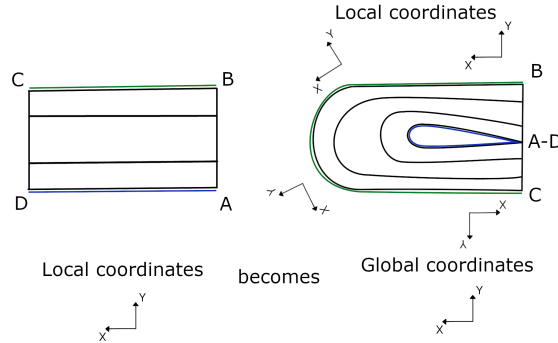 Local coordinates
Y
X
Y
X
C
B
B
A-D
D
A
C
Y
X
X
Y
Local coordinates
becomes
Global coordinates
Y
X
Y
X